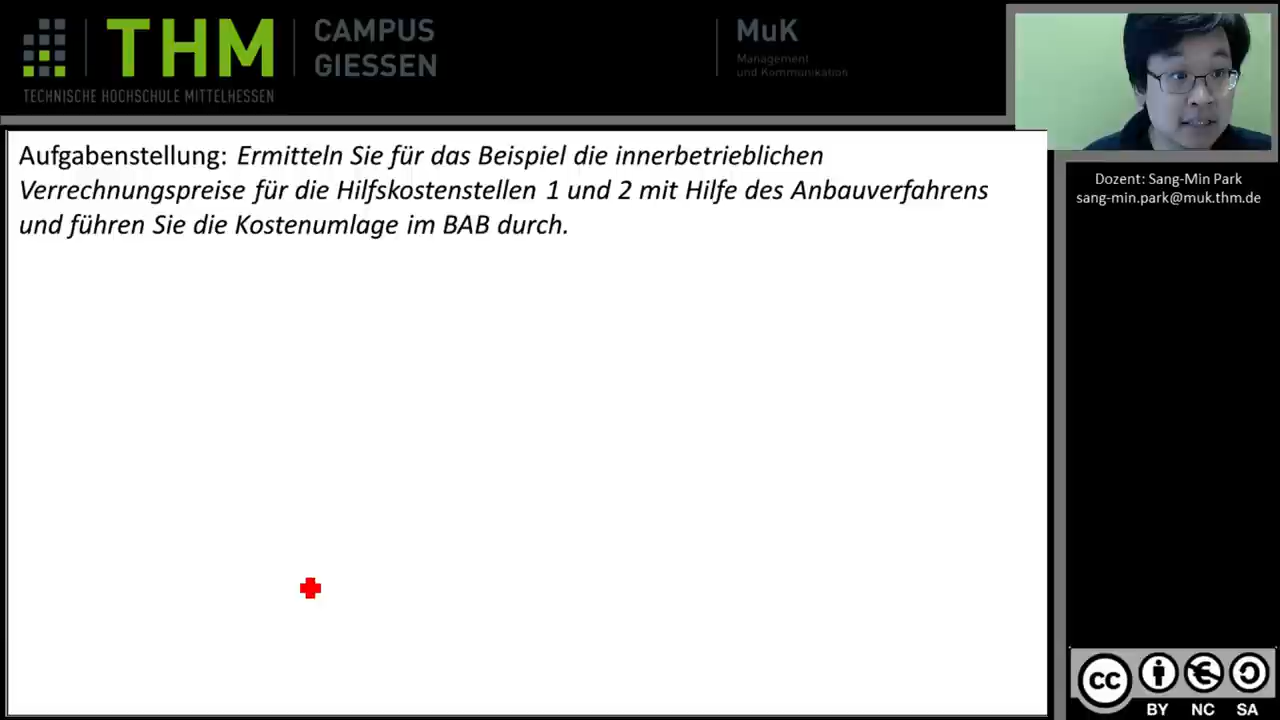 THM
CAMPUS
GIESSEN
TECHNISCHE HOCHSCHULE MITTELHESSEN
MuK
Management
und Kommunikation
Aufgabenstellung: Ermitteln Sie für das Beispiel die innerbetrieblichen
Verrechnungspreise für die Hilfskostenstellen 1 und 2 mit Hilfe des Anbauverfahrens
und führen Sie die Kostenumlage im BAB durch.
Dozent: Sang-Min Park
sang-min.park@muk.thm.de
cc
BY NC SA